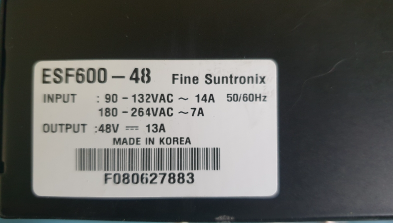 ESF600-48 Fine Suntronix
INPUT : 90-132VAC ~ 14A 50/60Hz
180-264VAC ~7A
OUTPUT :48V ⎓ 13A
MADE IN KOREA
F080627883